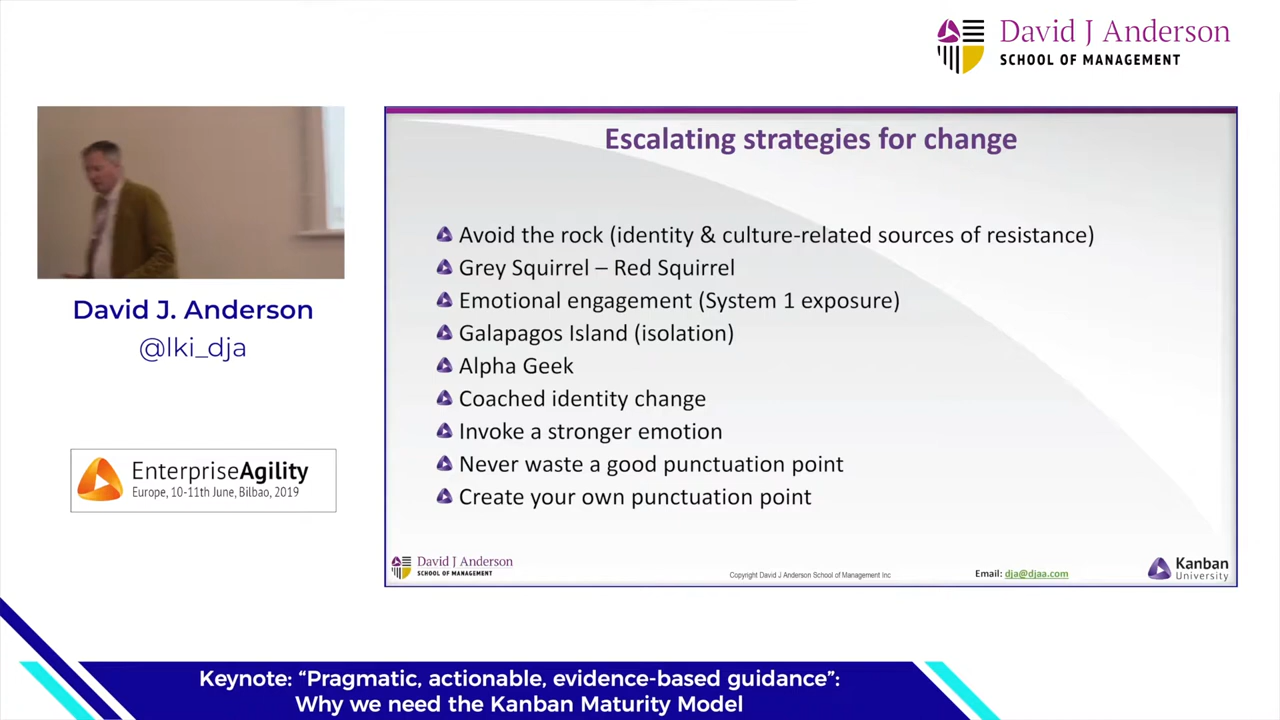 David J Anderson
SCHOOL OF MANAGEMENT
David J. Anderson
@lki_dja
EnterpriseAgility
Europe, 10-11th June, Bilbao, 2019
Escalating strategies for change
Avoid the rock (identity & culture-related sources of resistance)
Grey Squirrel – Red Squirrel
Emotional engagement (System 1 exposure)
Galapagos Island (isolation)
Alpha Geek
Coached identity change
Invoke a stronger emotion
Never waste a good punctuation point
Create your own punctuation point
David J Anderson
SCHOOL OF MANAGEMENT
Copyright David J Anderson School of Management Inc
Email: dja@djaa.com
Kanban
University
Keynote: “Pragmatic, actionable, evidence-based guidance”:
Why we need the Kanban Maturity Model